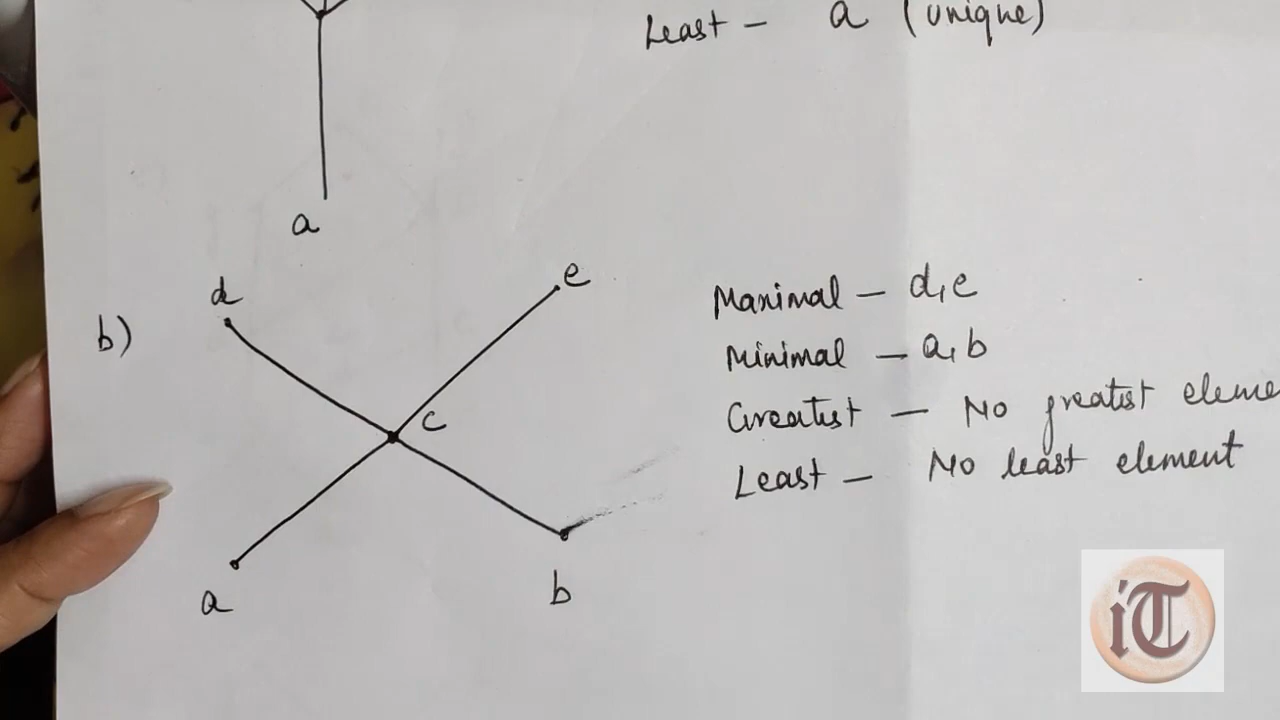 Least - a (unique)
a
d
e
b)
c
a
b
Maximal - d, e
Minimal - a, b
Greatest - No greatest eleme
Least - No least element
iT